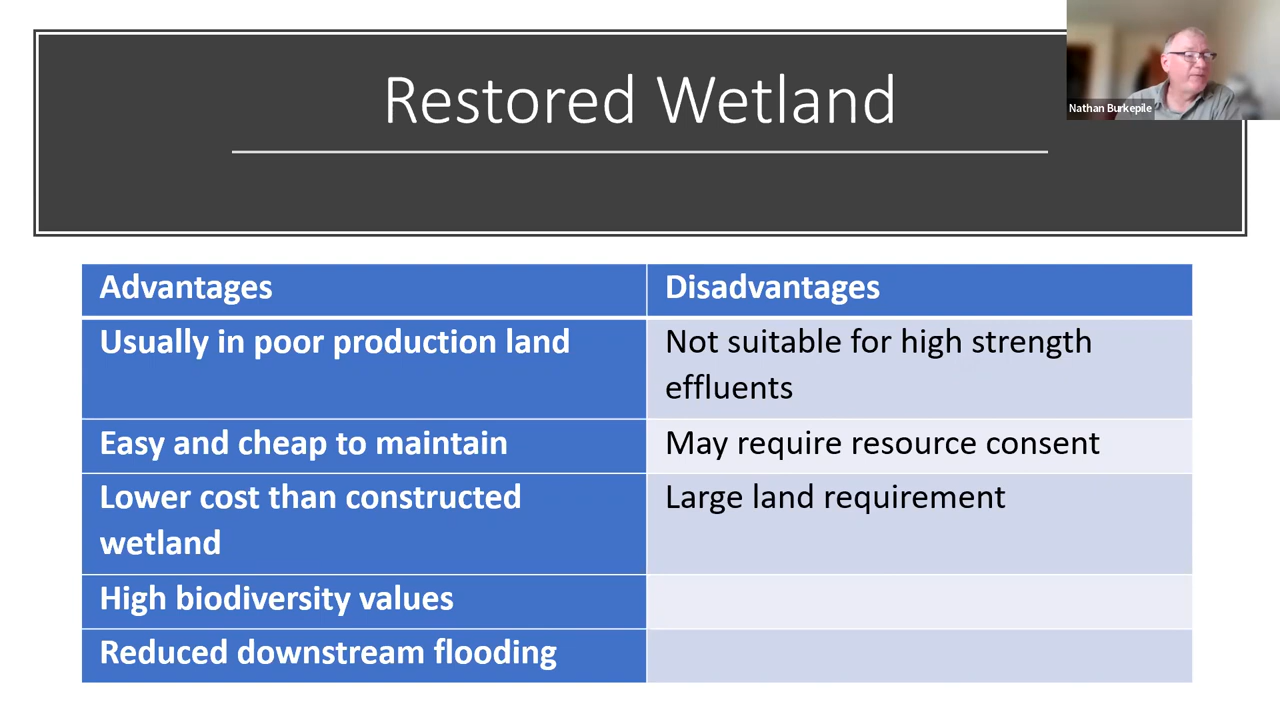 Restored Wetland
Nathan Burkepile
Advantages
Disadvantages
Usually in poor production land
Not suitable for high strength
effluents
Easy and cheap to maintain
May require resource consent
Lower cost than constructed
wetland
Large land requirement
High biodiversity values
Reduced downstream flooding